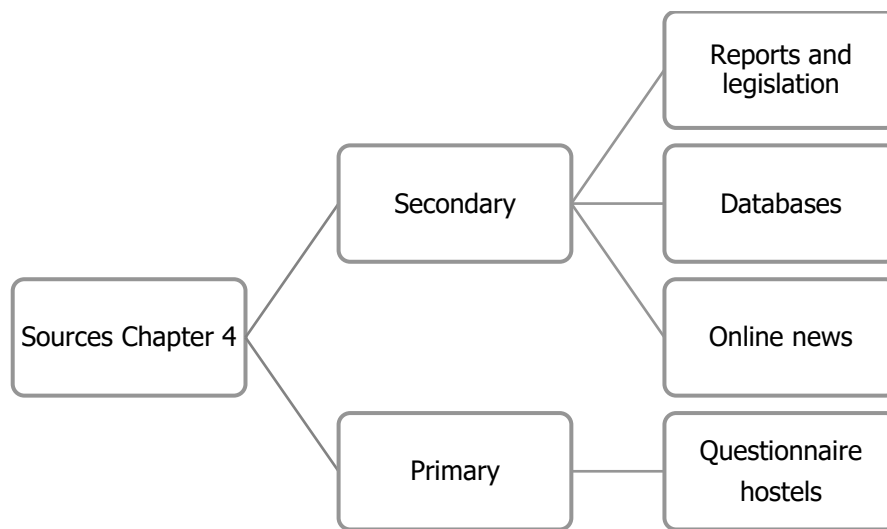 Sources Chapter 4
Secondary
Reports and
legislation
Databases
Online news
Primary
Questionnaire
hostels